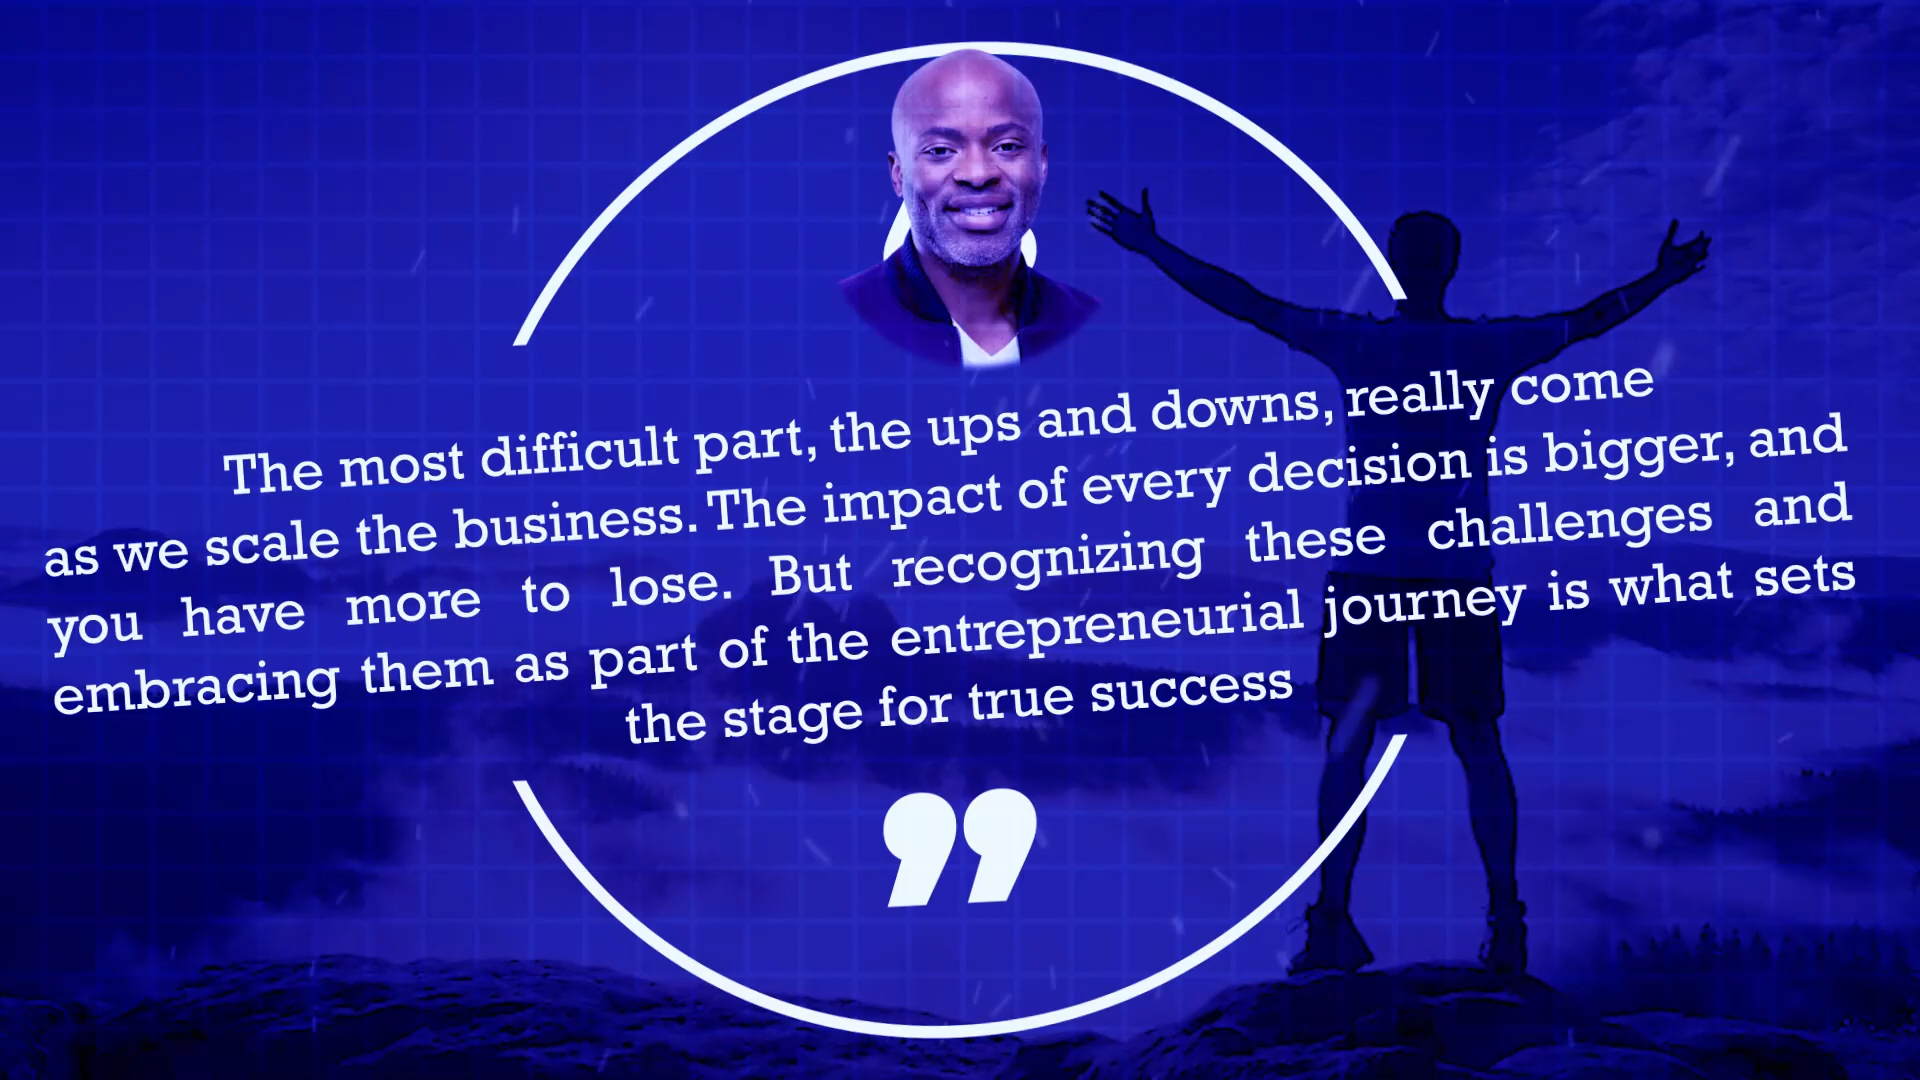 The most difficult part, the ups and downs, really come
as we scale the business. The impact of every decision is bigger, and
you have more to lose. But recognizing these challenges and
embracing them as part of the entrepreneurial journey is what sets
the stage for true success
”